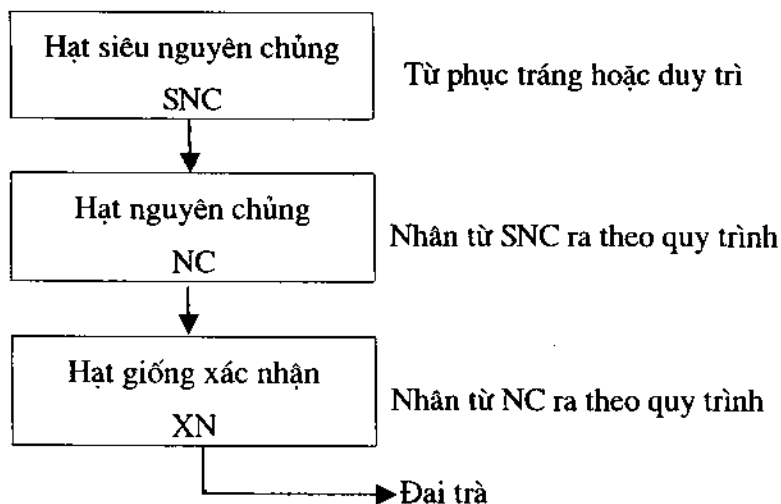 Hạt siêu nguyên chủng
SNC
Từ phục tráng hoặc duy trì
Hạt nguyên chủng
NC
Nhân từ SNC ra theo quy trình
Hạt giống xác nhận
XN
Nhân từ NC ra theo quy trình
Đai trà